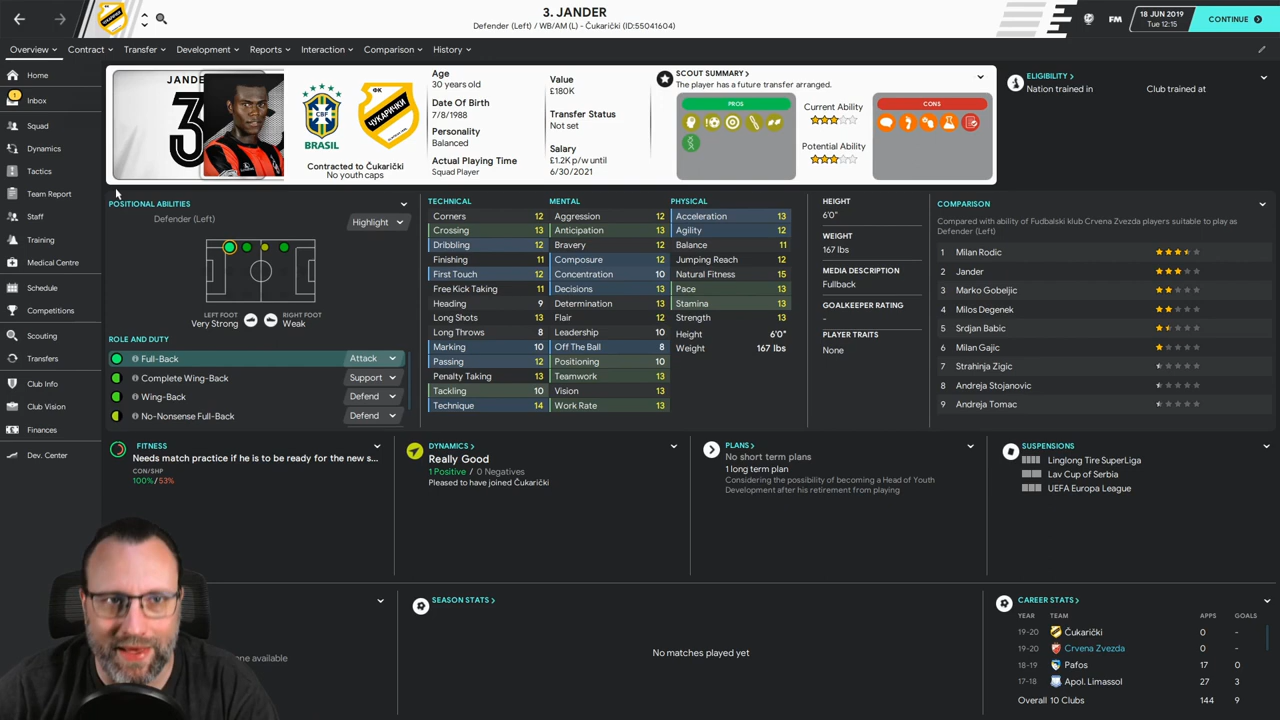 3. JANDER
Defender (Left) / WB/AM (L) - Čukarički (ID:55041604)
FM
18 JUN 2019
Tue 12:15
CONTINUE
Overview
Contract
Transfer
Development
Reports
Interaction
Comparison
History
Home
1
Inbox
Squad
Dynamics
Tactics
Team Report
Staff
Training
Medical Centre
Schedule
Competitions
Scouting
Transfers
Club Info
Club Vision
Finances
Dev. Center
JANDE
3
CBF
BRASIL
ФК
ЧУКАРИЧКИ
Contracted to Čukarički
No youth caps
Age
30 years old
Date Of Birth
7/8/1988
Personality
Balanced
Actual Playing Time
Squad Player
Value
£180K
Transfer Status
Not set
Salary
£1.2K p/w until
6/30/2021
SCOUT SUMMARY
The player has a future transfer arranged.
PROS
Current Ability
Potential Ability
CONS
ELIGIBILITY
Nation trained in
Club trained at
POSITIONAL ABILITIES
Defender (Left)
Highlight
LEFT FOOT
Very Strong
RIGHT FOOT
Weak
ROLE AND DUTY
Full-Back Attack
Complete Wing-Back Support
Wing-Back Defend
No-Nonsense Full-Back Defend
TECHNICAL
Corners 12
Crossing 13
Dribbling 12
Finishing 11
First Touch 12
Free Kick Taking 11
Heading 9
Long Shots 13
Long Throws 8
Marking 10
Passing 12
Penalty Taking 13
Tackling 10
Technique 14
MENTAL
Aggression 12
Anticipation 13
Bravery 12
Composure 12
Concentration 10
Decisions 13
Determination 13
Flair 12
Leadership 10
Off The Ball 8
Positioning 10
Teamwork 13
Vision 13
Work Rate 13
PHYSICAL
Acceleration 13
Agility 12
Balance 11
Jumping Reach 12
Natural Fitness 15
Pace 13
Stamina 13
Strength 13
Height 6'0"
Weight 167 lbs
HEIGHT
6'0"
WEIGHT
167 lbs
MEDIA DESCRIPTION
Fullback
GOALKEEPER RATING
-
PLAYER TRAITS
None
COMPARISON
Compared with ability of Fudbalski klub Crvena Zvezda players suitable to play as
Defender (Left)
1 Milan Rodic
2 Jander
3 Marko Gobeljic
4 Milos Degenek
5 Srdjan Babic
6 Milan Gajic
7 Strahinja Zigic
8 Andreja Stojanovic
9 Andreja Tomac
FITNESS
Needs match practice if he is to be ready for the new s...
CON/SHP
100%/53%
DYNAMICS
Really Good
1 Positive / 0 Negatives
Pleased to have joined Čukarički
PLANS
No short term plans
1 long term plan
Considering the possibility of becoming a Head of Youth
Development after his retirement from playing
SUSPENSIONS
Linglong Tire SuperLiga
Lav Cup of Serbia
UEFA Europa League
one available
SEASON STATS
No matches played yet
CAREER STATS
YEAR TEAM APPS GOALS
19-20 Čukarički 0 -
19-20 Crvena Zvezda 0 -
18-19 Pafos 17 0
17-18 Apol. Limassol 27 3
Overall 10 Clubs 144 9